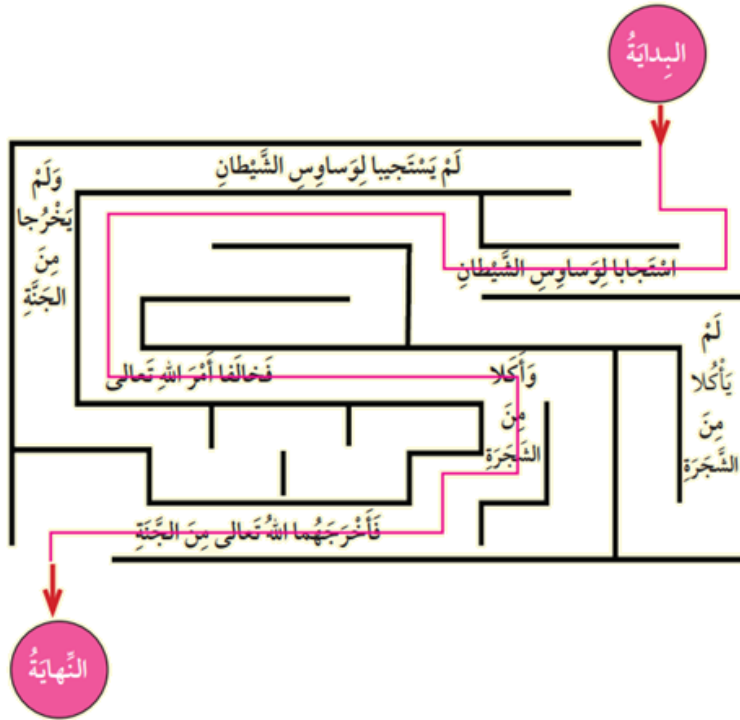 البِدايَةُ
لَمْ يَسْتَجيبا لِوَساوِسِ الشَّيْطانِ
وَلَمْ
يَخْرُجا
مِنَ
الجَنَّةِ
اسْتَجابا لِوَساوِسِ الشَّيْطانِ
لَمْ
يَأْكُلا
مِنَ
الشَّجَرَةِ
فَخالَفا أَمْرَ اللهِ تَعالى
وَأَكَلا
مِنَ
الشَّجَرَةِ
فَأَخْرَجَهُما اللهُ تَعالى مِنَ الجَّنَةِ
النِّهايَةُ